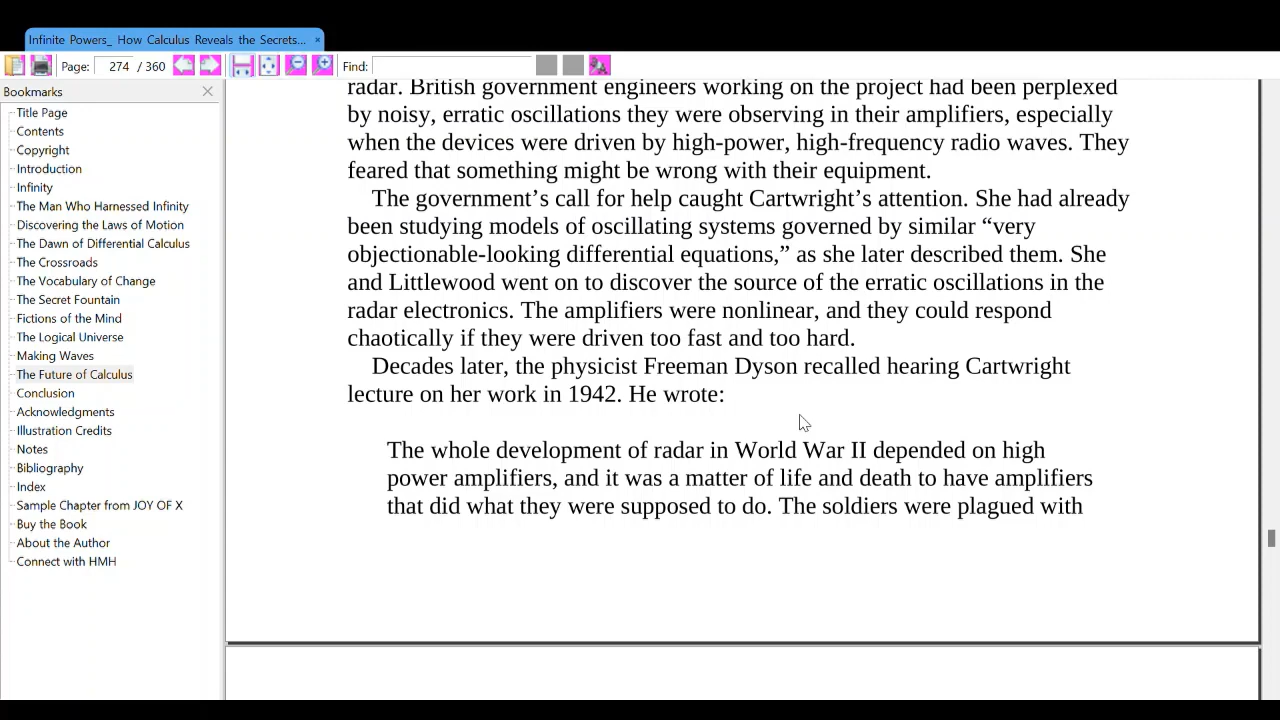 Infinite Powers_ How Calculus Reveals the Secrets... ×
Page: 274 / 360 Find:
Bookmarks
Title Page
Contents
Copyright
Introduction
Infinity
The Man Who Harnessed Infinity
Discovering the Laws of Motion
The Dawn of Differential Calculus
The Crossroads
The Vocabulary of Change
The Secret Fountain
Fictions of the Mind
The Logical Universe
Making Waves
The Future of Calculus
Conclusion
Acknowledgments
Illustration Credits
Notes
Bibliography
Index
Sample Chapter from JOY OF X
Buy the Book
About the Author
Connect with HMH
radar. British government engineers working on the project had been perplexed
by noisy, erratic oscillations they were observing in their amplifiers, especially
when the devices were driven by high-power, high-frequency radio waves. They
feared that something might be wrong with their equipment.
The government’s call for help caught Cartwright’s attention. She had already
been studying models of oscillating systems governed by similar “very
objectionable-looking differential equations,” as she later described them. She
and Littlewood went on to discover the source of the erratic oscillations in the
radar electronics. The amplifiers were nonlinear, and they could respond
chaotically if they were driven too fast and too hard.
Decades later, the physicist Freeman Dyson recalled hearing Cartwright
lecture on her work in 1942. He wrote:
The whole development of radar in World War II depended on high
power amplifiers, and it was a matter of life and death to have amplifiers
that did what they were supposed to do. The soldiers were plagued with